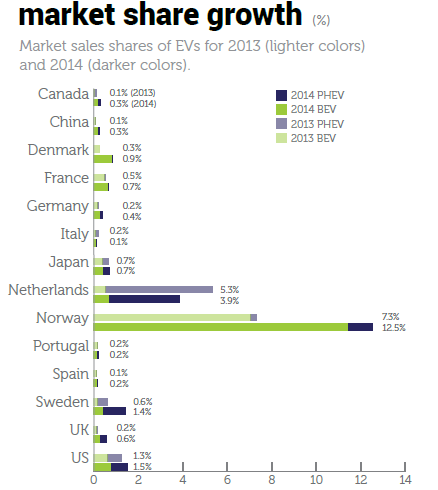 market share growth (%)
Market sales shares of EVs for 2013 (lighter colors)
and 2014 (darker colors).
Canada 0.1% (2013)
0.3% (2014)
2014 PHEV
2014 BEV
2013 PHEV
2013 BEV
China 0.1%
0.3%
Denmark 0.3%
0.9%
France 0.5%
0.7%
Germany 0.2%
0.4%
Italy 0.2%
0.1%
Japan 0.7%
0.7%
Netherlands 5.3%
3.9%
Norway 7.3%
12.5%
Portugal 0.2%
0.2%
Spain 0.1%
0.2%
Sweden 0.6%
1.4%
UK 0.2%
0.6%
US 1.3%
1.5%
0 2 4 6 8 10 12 14